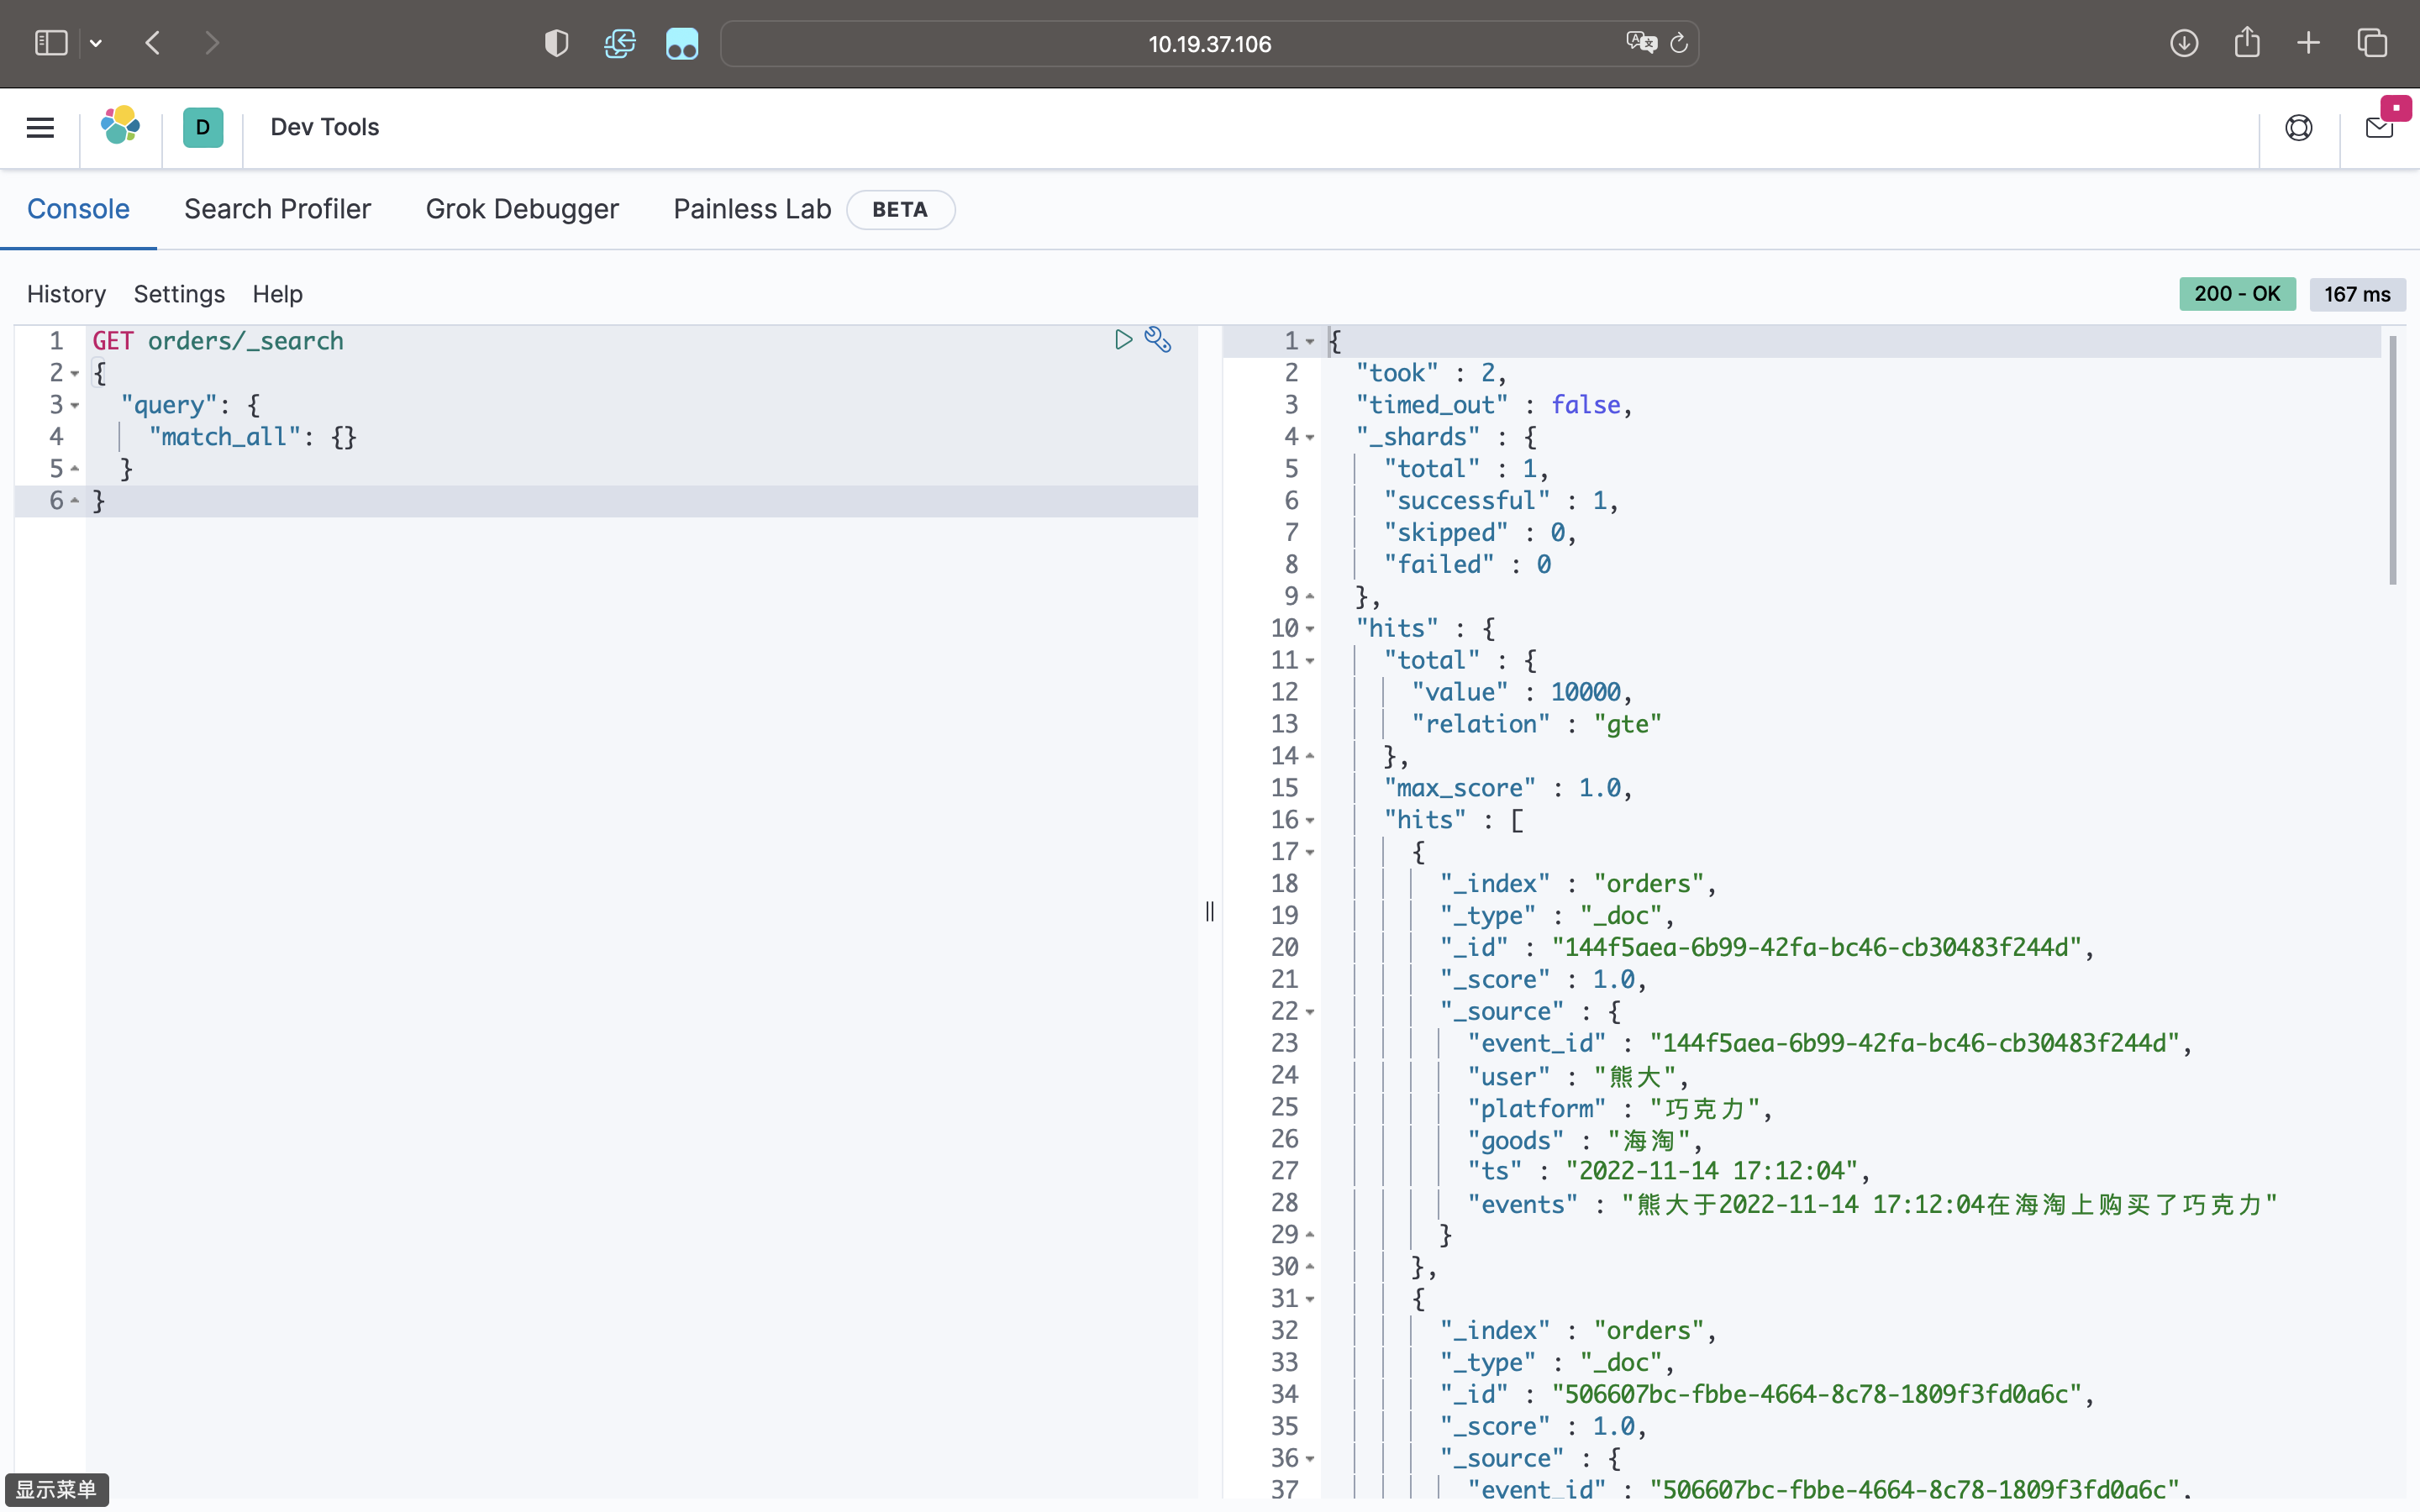 10.19.37.106
D
Dev Tools
Console Search Profiler Grok Debugger Painless Lab BETA
History Settings Help
200 - OK 167 ms
1 GET orders/_search
2 {
3 "query": {
4 "match_all": {}
5 }
6 }
1 {
2 "took" : 2,
3 "timed_out" : false,
4 "_shards" : {
5 "total" : 1,
6 "successful" : 1,
7 "skipped" : 0,
8 "failed" : 0
9 },
10 "hits" : {
11 "total" : {
12 "value" : 10000,
13 "relation" : "gte"
14 },
15 "max_score" : 1.0,
16 "hits" : [
17 {
18 "_index" : "orders",
19 "_type" : "_doc",
20 "_id" : "144f5aea-6b99-42fa-bc46-cb30483f244d",
21 "_score" : 1.0,
22 "_source" : {
23 "event_id" : "144f5aea-6b99-42fa-bc46-cb30483f244d",
24 "user" : "熊大",
25 "platform" : "巧克力",
26 "goods" : "海淘",
27 "ts" : "2022-11-14 17:12:04",
28 "events" : "熊大于2022-11-14 17:12:04在海淘上购买了巧克力"
29 }
30 },
31 {
32 "_index" : "orders",
33 "_type" : "_doc",
34 "_id" : "506607bc-fbbe-4664-8c78-1809f3fd0a6c",
35 "_score" : 1.0,
36 "_source" : {
37 "event_id" : "506607bc-fbbe-4664-8c78-1809f3fd0a6c",
显示菜单